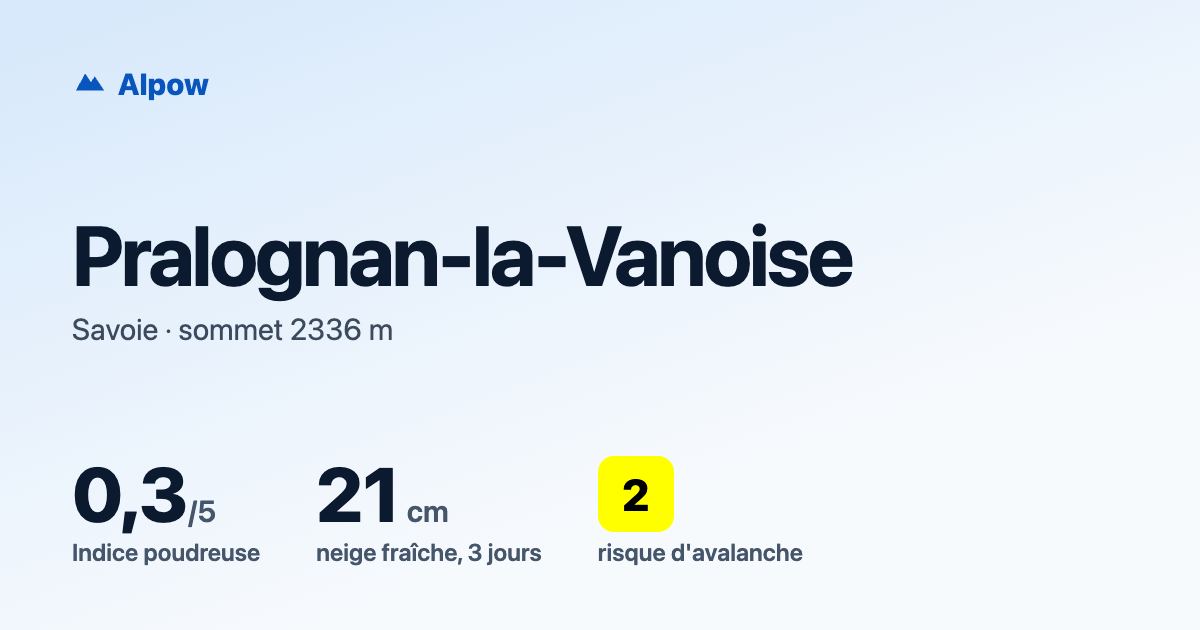 Alpow
Pralognan-la-Vanoise
Savoie · sommet 2336 m
0,3/5
Indice poudreuse
21 cm
neige fraîche, 3 jours
2
risque d'avalanche